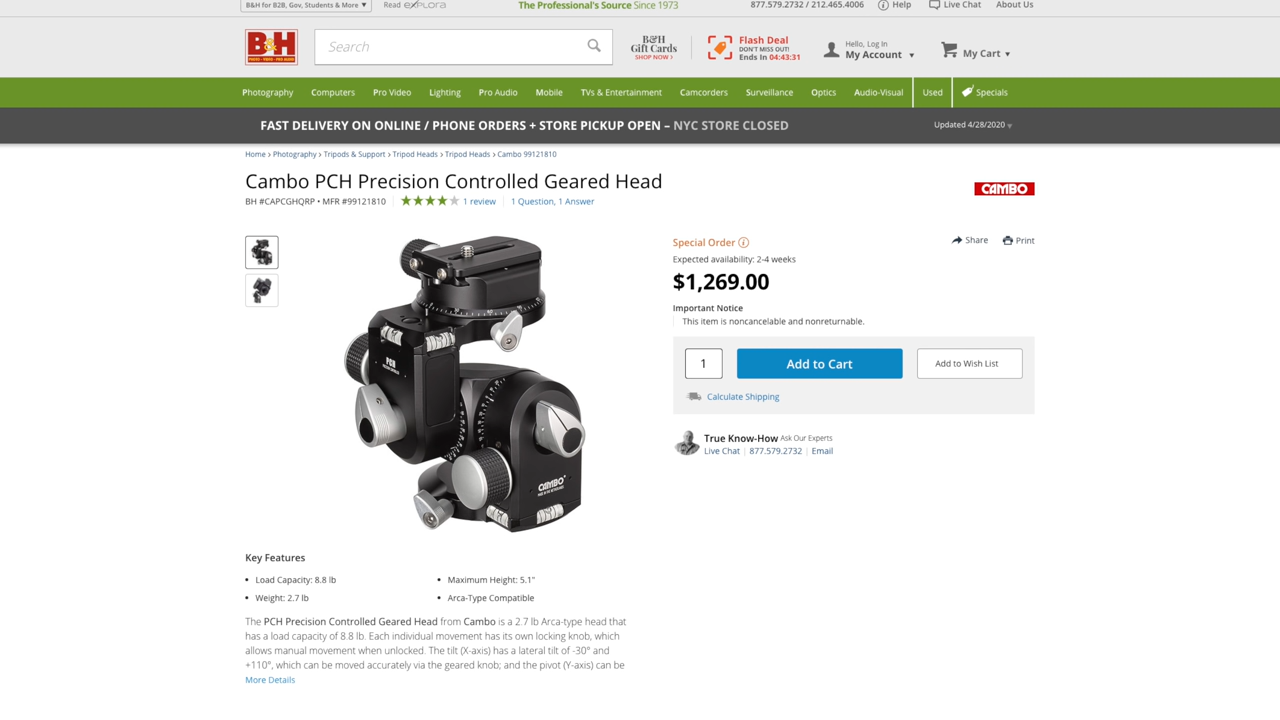 B&H for B2B, Gov, Students & More ▼ Read explora The Professional's Source Since 1973 877.579.2732 / 212.465.4006 Help Live Chat About Us
B&H
PHOTO · VIDEO · PRO AUDIO
Search
B&H
Gift Cards
SHOP NOW ›
Flash Deal
DON'T MISS OUT!
Ends In 04:43:31
Hello, Log In
My Account ▼
My Cart ▼
Photography Computers Pro Video Lighting Pro Audio Mobile TVs & Entertainment Camcorders Surveillance Optics Audio-Visual Used Specials
FAST DELIVERY ON ONLINE / PHONE ORDERS + STORE PICKUP OPEN – NYC STORE CLOSED Updated 4/28/2020 ▼
Home › Photography › Tripods & Support › Tripod Heads › Tripod Heads › Cambo 99121810
Cambo PCH Precision Controlled Geared Head
CAMBO
BH #CAPCGHQRP • MFR #99121810 1 review 1 Question, 1 Answer
Special Order
Share Print
Expected availability: 2-4 weeks
$1,269.00
Important Notice
This item is noncancelable and nonreturnable.
1 Add to Cart Add to Wish List
Calculate Shipping
True Know-How Ask Our Experts
Live Chat | 877.579.2732 | Email
PCH
CAMBO
Key Features
• Load Capacity: 8.8 lb
• Maximum Height: 5.1"
• Weight: 2.7 lb
• Arca-Type Compatible
The PCH Precision Controlled Geared Head from Cambo is a 2.7 lb Arca-type head that
has a load capacity of 8.8 lb. Each individual movement has its own locking knob, which
allows manual movement when unlocked. The tilt (X-axis) has a lateral tilt of -30° and
+110°, which can be moved accurately via the geared knob; and the pivot (Y-axis) can be
More Details